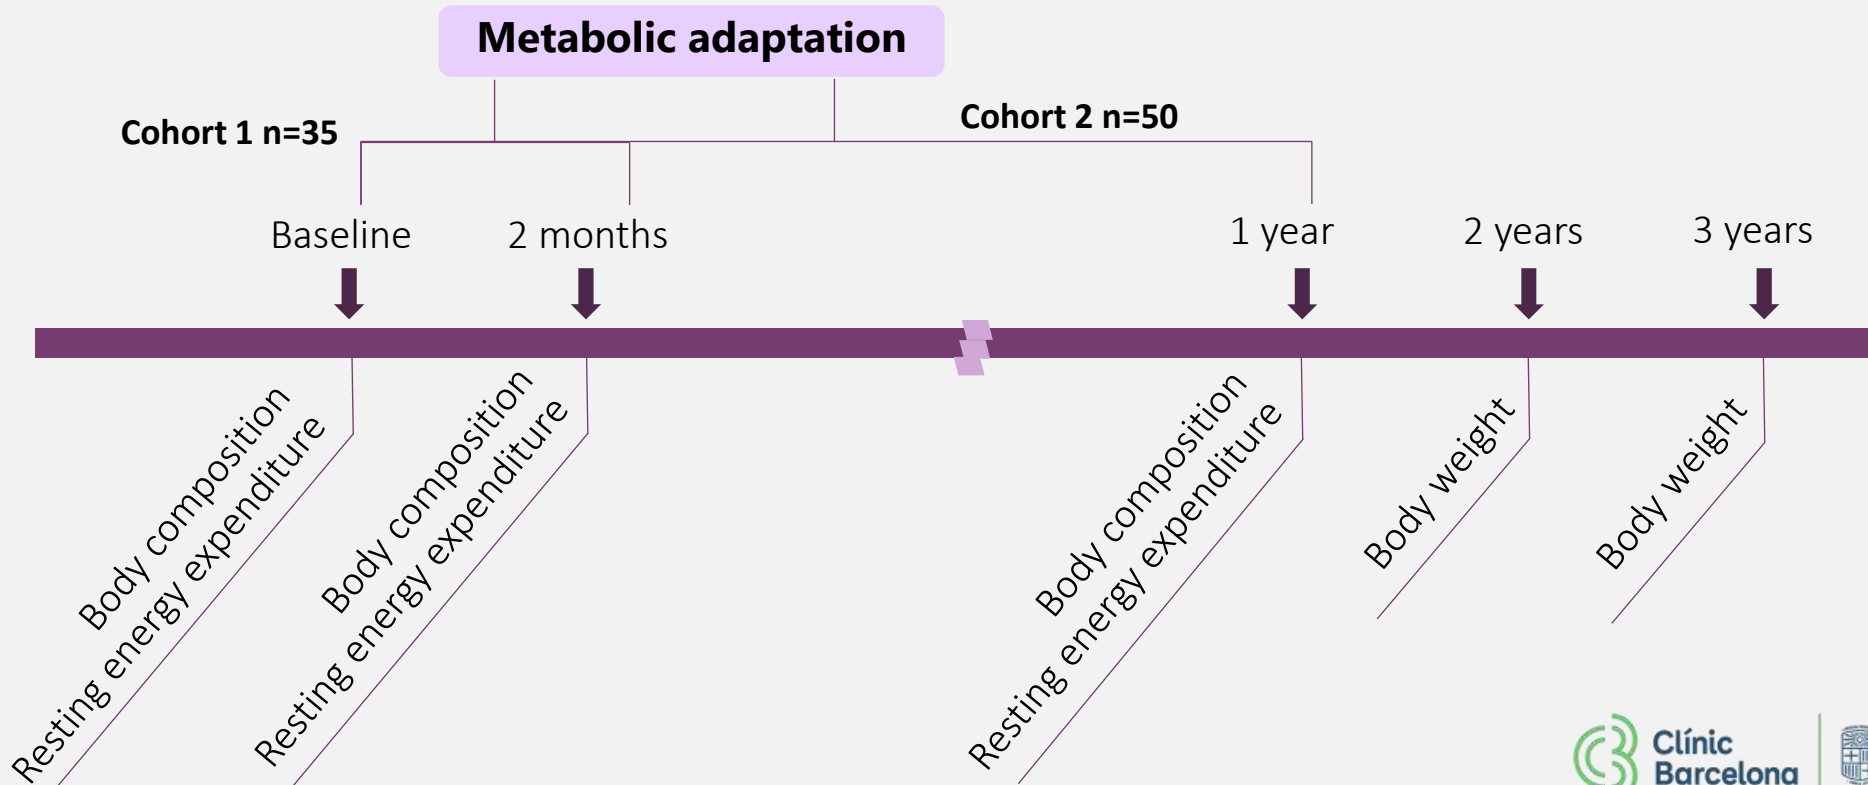 Metabolic adaptation
Cohort 1 n=35
Cohort 2 n=50
Baseline
2 months
1 year
2 years
3 years
Body composition
Resting energy expenditure
Body composition
Resting energy expenditure
Body composition
Resting energy expenditure
Body weight
Body weight
Clínic
Barcelona